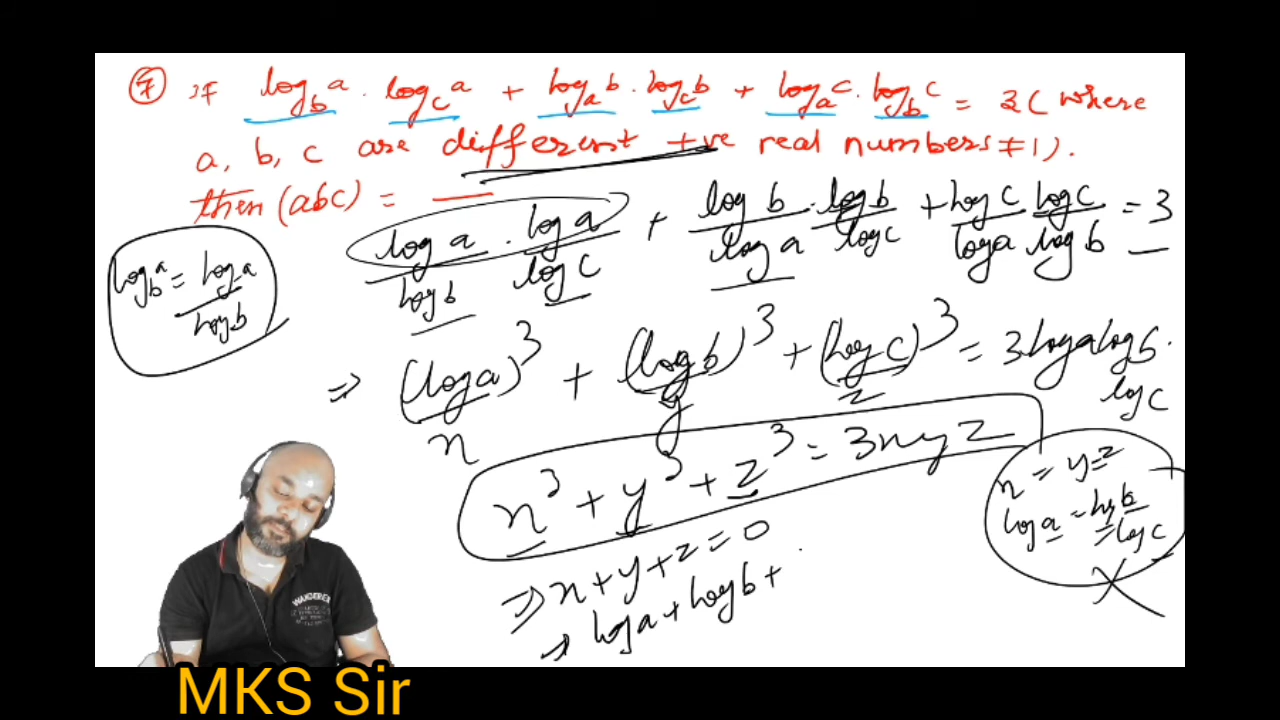 ⑦ If log_b a · log_c a + log_a b · log_c b + log_a c · log_b c = 3 (where
a, b, c are different +ve real numbers ≠ 1).
then (abc) = __
log a / log b · log a / log c + log b / log a · log b / log c + log c / log a · log c / log b = 3
log_b a = log a / log b
⇒ (log a)³ + (log b)³ + (log c)³ = 3 log a log b.
log c
x y z
x³ + y³ + z³ = 3xyz
x = y = z
log a = log b
= log c
X
⇒ x + y + z = 0
⇒ log a + log b +
WANDERER
MKS Sir